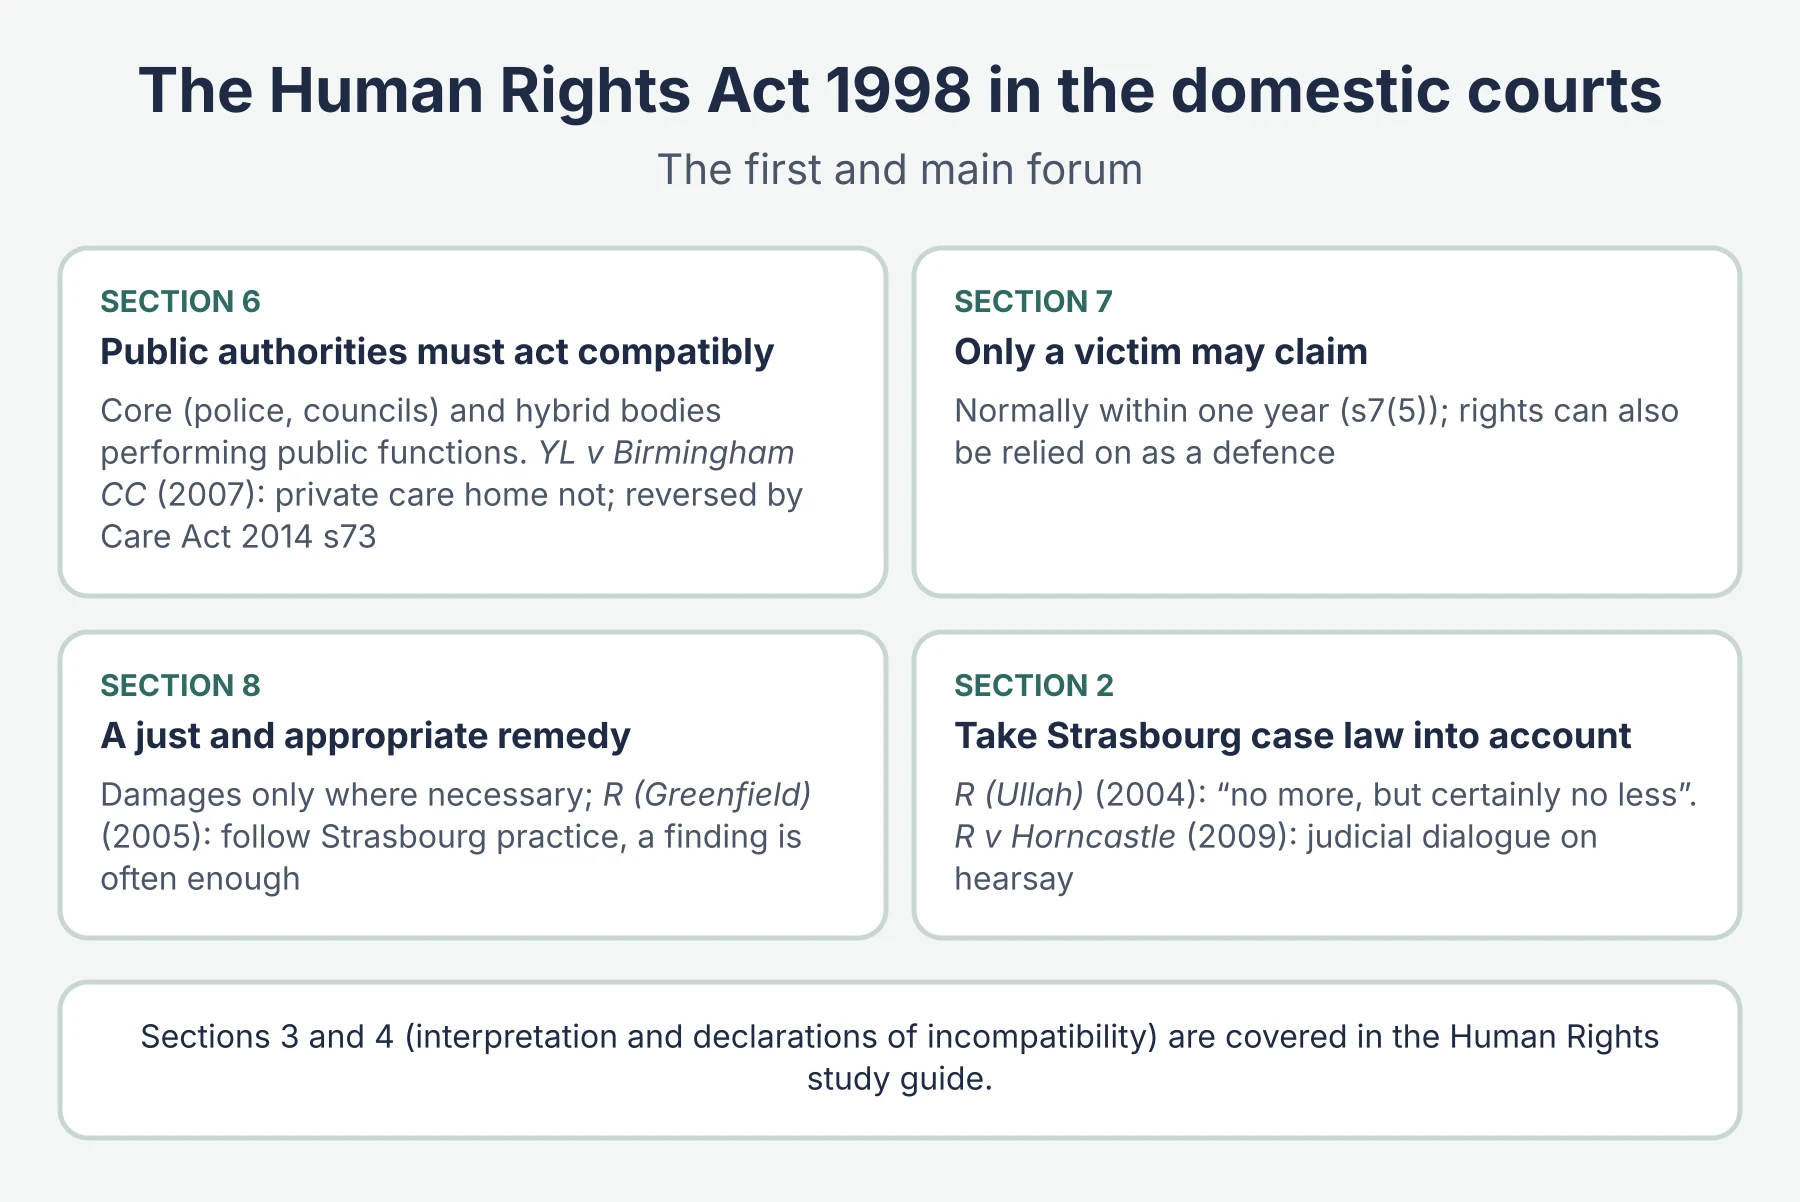 The Human Rights Act 1998 in the domestic courts
The first and main forum
SECTION 6
Public authorities must act compatibly
Core (police, councils) and hybrid bodies
performing public functions. YL v Birmingham
CC (2007): private care home not; reversed by
Care Act 2014 s73
SECTION 7
Only a victim may claim
Normally within one year (s7(5)); rights can also
be relied on as a defence
SECTION 8
A just and appropriate remedy
Damages only where necessary; R (Greenfield)
(2005): follow Strasbourg practice, a finding is
often enough
SECTION 2
Take Strasbourg case law into account
R (Ullah) (2004): “no more, but certainly no less”.
R v Horncastle (2009): judicial dialogue on
hearsay
Sections 3 and 4 (interpretation and declarations of incompatibility) are covered in the Human Rights
study guide.